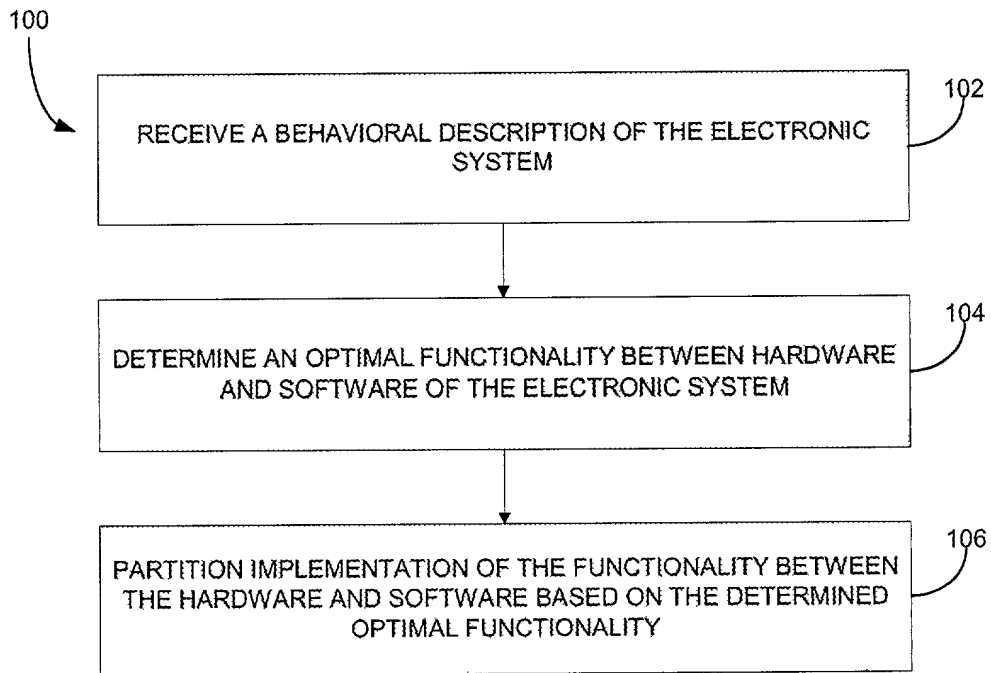 100
102
RECEIVE A BEHAVIORAL DESCRIPTION OF THE ELECTRONIC
SYSTEM
104
DETERMINE AN OPTIMAL FUNCTIONALITY BETWEEN HARDWARE
AND SOFTWARE OF THE ELECTRONIC SYSTEM
106
PARTITION IMPLEMENTATION OF THE FUNCTIONALITY BETWEEN
THE HARDWARE AND SOFTWARE BASED ON THE DETERMINED
OPTIMAL FUNCTIONALITY